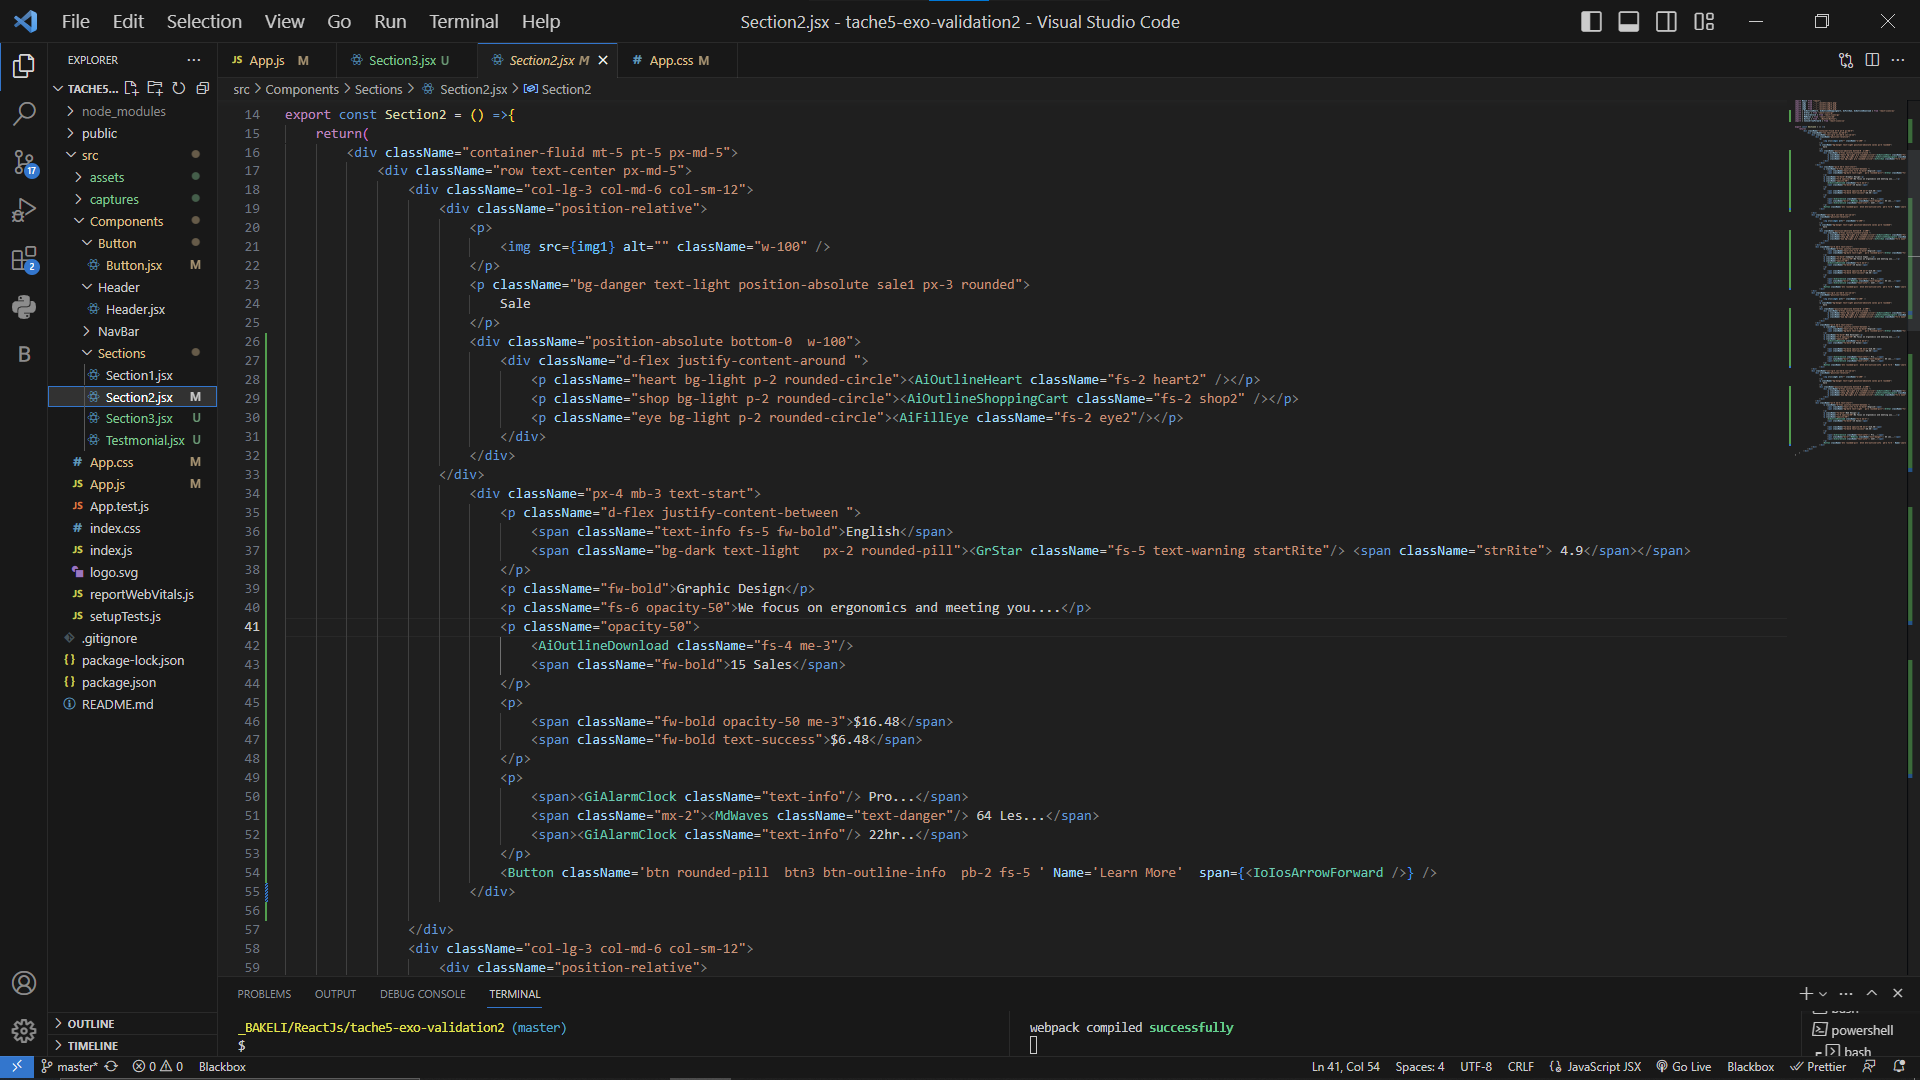 File Edit Selection View Go Run Terminal Help
Section2.jsx - tache5-exo-validation2 - Visual Studio Code
EXPLORER
TACHE5...
node_modules
public
src
assets
captures
Components
Button
Button.jsx M
Header
Header.jsx
NavBar
Sections
Section1.jsx
Section2.jsx M
Section3.jsx U
Testmonial.jsx U
# App.css M
JS App.js M
JS App.test.js
# index.css
JS index.js
logo.svg
JS reportWebVitals.js
JS setupTests.js
.gitignore
{} package-lock.json
{} package.json
README.md
OUTLINE
TIMELINE
17
2
B
JS App.js M
Section3.jsx U
Section2.jsx M
# App.css M
src > Components > Sections > Section2.jsx > Section2
14 export const Section2 = () =>{
15 return(
16 <div className="container-fluid mt-5 pt-5 px-md-5">
17 <div className="row text-center px-md-5">
18 <div className="col-lg-3 col-md-6 col-sm-12">
19 <div className="position-relative">
20 <p>
21 <img src={img1} alt="" className="w-100" />
22 </p>
23 <p className="bg-danger text-light position-absolute sale1 px-3 rounded">
24 Sale
25 </p>
26 <div className="position-absolute bottom-0  w-100">
27 <div className="d-flex justify-content-around ">
28 <p className="heart bg-light p-2 rounded-circle"><AiOutlineHeart className="fs-2 heart2" /></p>
29 <p className="shop bg-light p-2 rounded-circle"><AiOutlineShoppingCart className="fs-2 shop2" /></p>
30 <p className="eye bg-light p-2 rounded-circle"><AiFillEye className="fs-2 eye2"/></p>
31 </div>
32 </div>
33 </div>
34 <div className="px-4 mb-3 text-start">
35 <p className="d-flex justify-content-between ">
36 <span className="text-info fs-5 fw-bold">English</span>
37 <span className="bg-dark text-light   px-2 rounded-pill"><GrStar className="fs-5 text-warning startRite"/> <span className="strRite"> 4.9</span></span>
38 </p>
39 <p className="fw-bold">Graphic Design</p>
40 <p className="fs-6 opacity-50">We focus on ergonomics and meeting you....</p>
41 <p className="opacity-50">
42 <AiOutlineDownload className="fs-4 me-3"/>
43 <span className="fw-bold">15 Sales</span>
44 </p>
45 <p>
46 <span className="fw-bold opacity-50 me-3">$16.48</span>
47 <span className="fw-bold text-success">$6.48</span>
48 </p>
49 <p>
50 <span><GiAlarmClock className="text-info"/> Pro...</span>
51 <span className="mx-2"><MdWaves className="text-danger"/> 64 Les...</span>
52 <span><GiAlarmClock className="text-info"/> 22hr..</span>
53 </p>
54 <Button className='btn rounded-pill  btn3 btn-outline-info  pb-2 fs-5 ' Name='Learn More'  span={<IoIosArrowForward />} />
55 </div>
56
57 </div>
58 <div className="col-lg-3 col-md-6 col-sm-12">
59 <div className="position-relative">
PROBLEMS OUTPUT DEBUG CONSOLE TERMINAL
_BAKELI/ReactJs/tache5-exo-validation2 (master)
$
webpack compiled successfully
powershell
bash
master* 0 0 Blackbox
Ln 41, Col 54 Spaces: 4 UTF-8 CRLF {} JavaScript JSX Go Live Blackbox Prettier